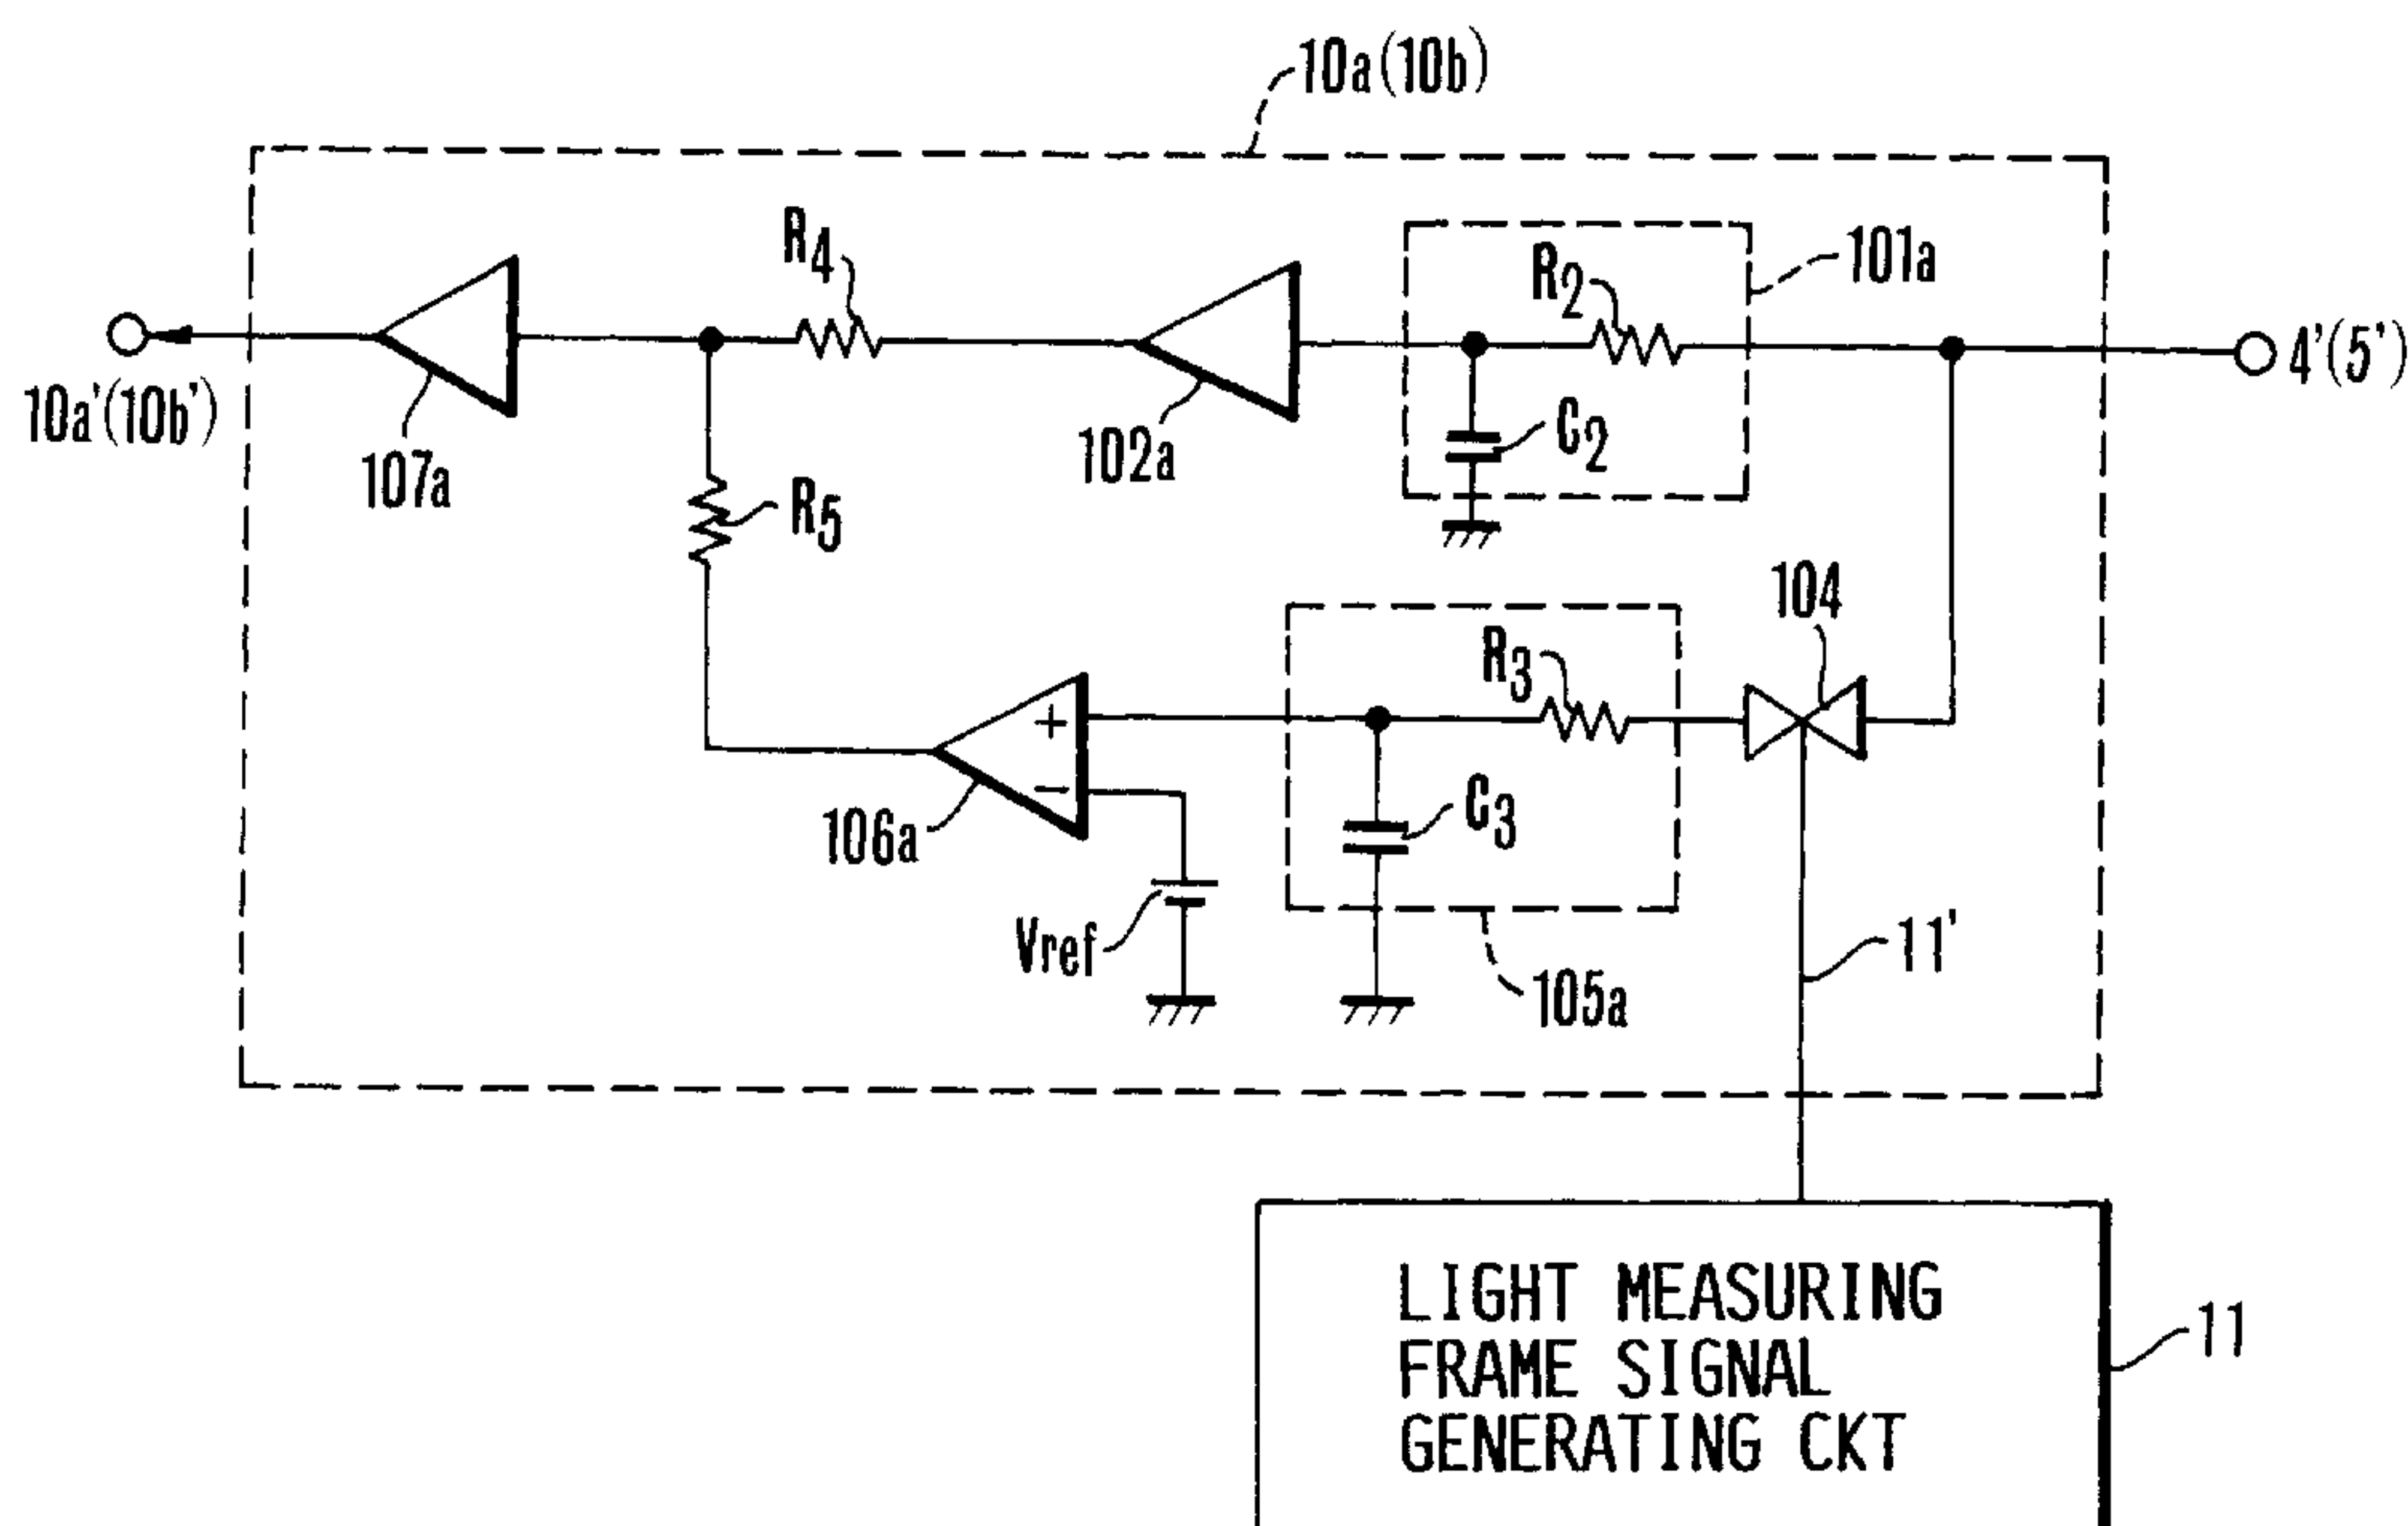 10a(10b)
R4
R2
101a
4'(5')
10a'(10b')
107a
102a
C2
R5
104
R3
106a
C3
Vref
105a
11'
LIGHT MEASURING
FRAME SIGNAL
GENERATING CKT
11
+
−